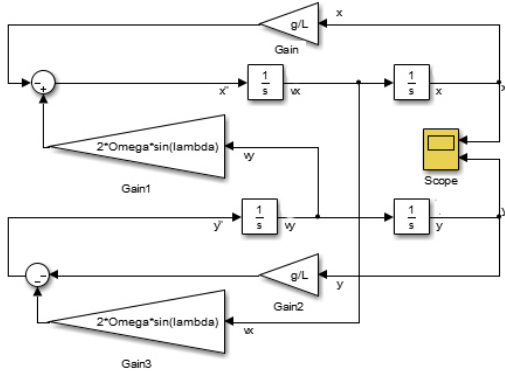 x
g/L
Gain
x"
1
s
vx
1
s
x
x
2*Omega*sin(lambda)
vy
Gain1
Scope
y"
1
s
vy
1
s
y
y
g/L
y
Gain2
2*Omega*sin(lambda)
vx
Gain3